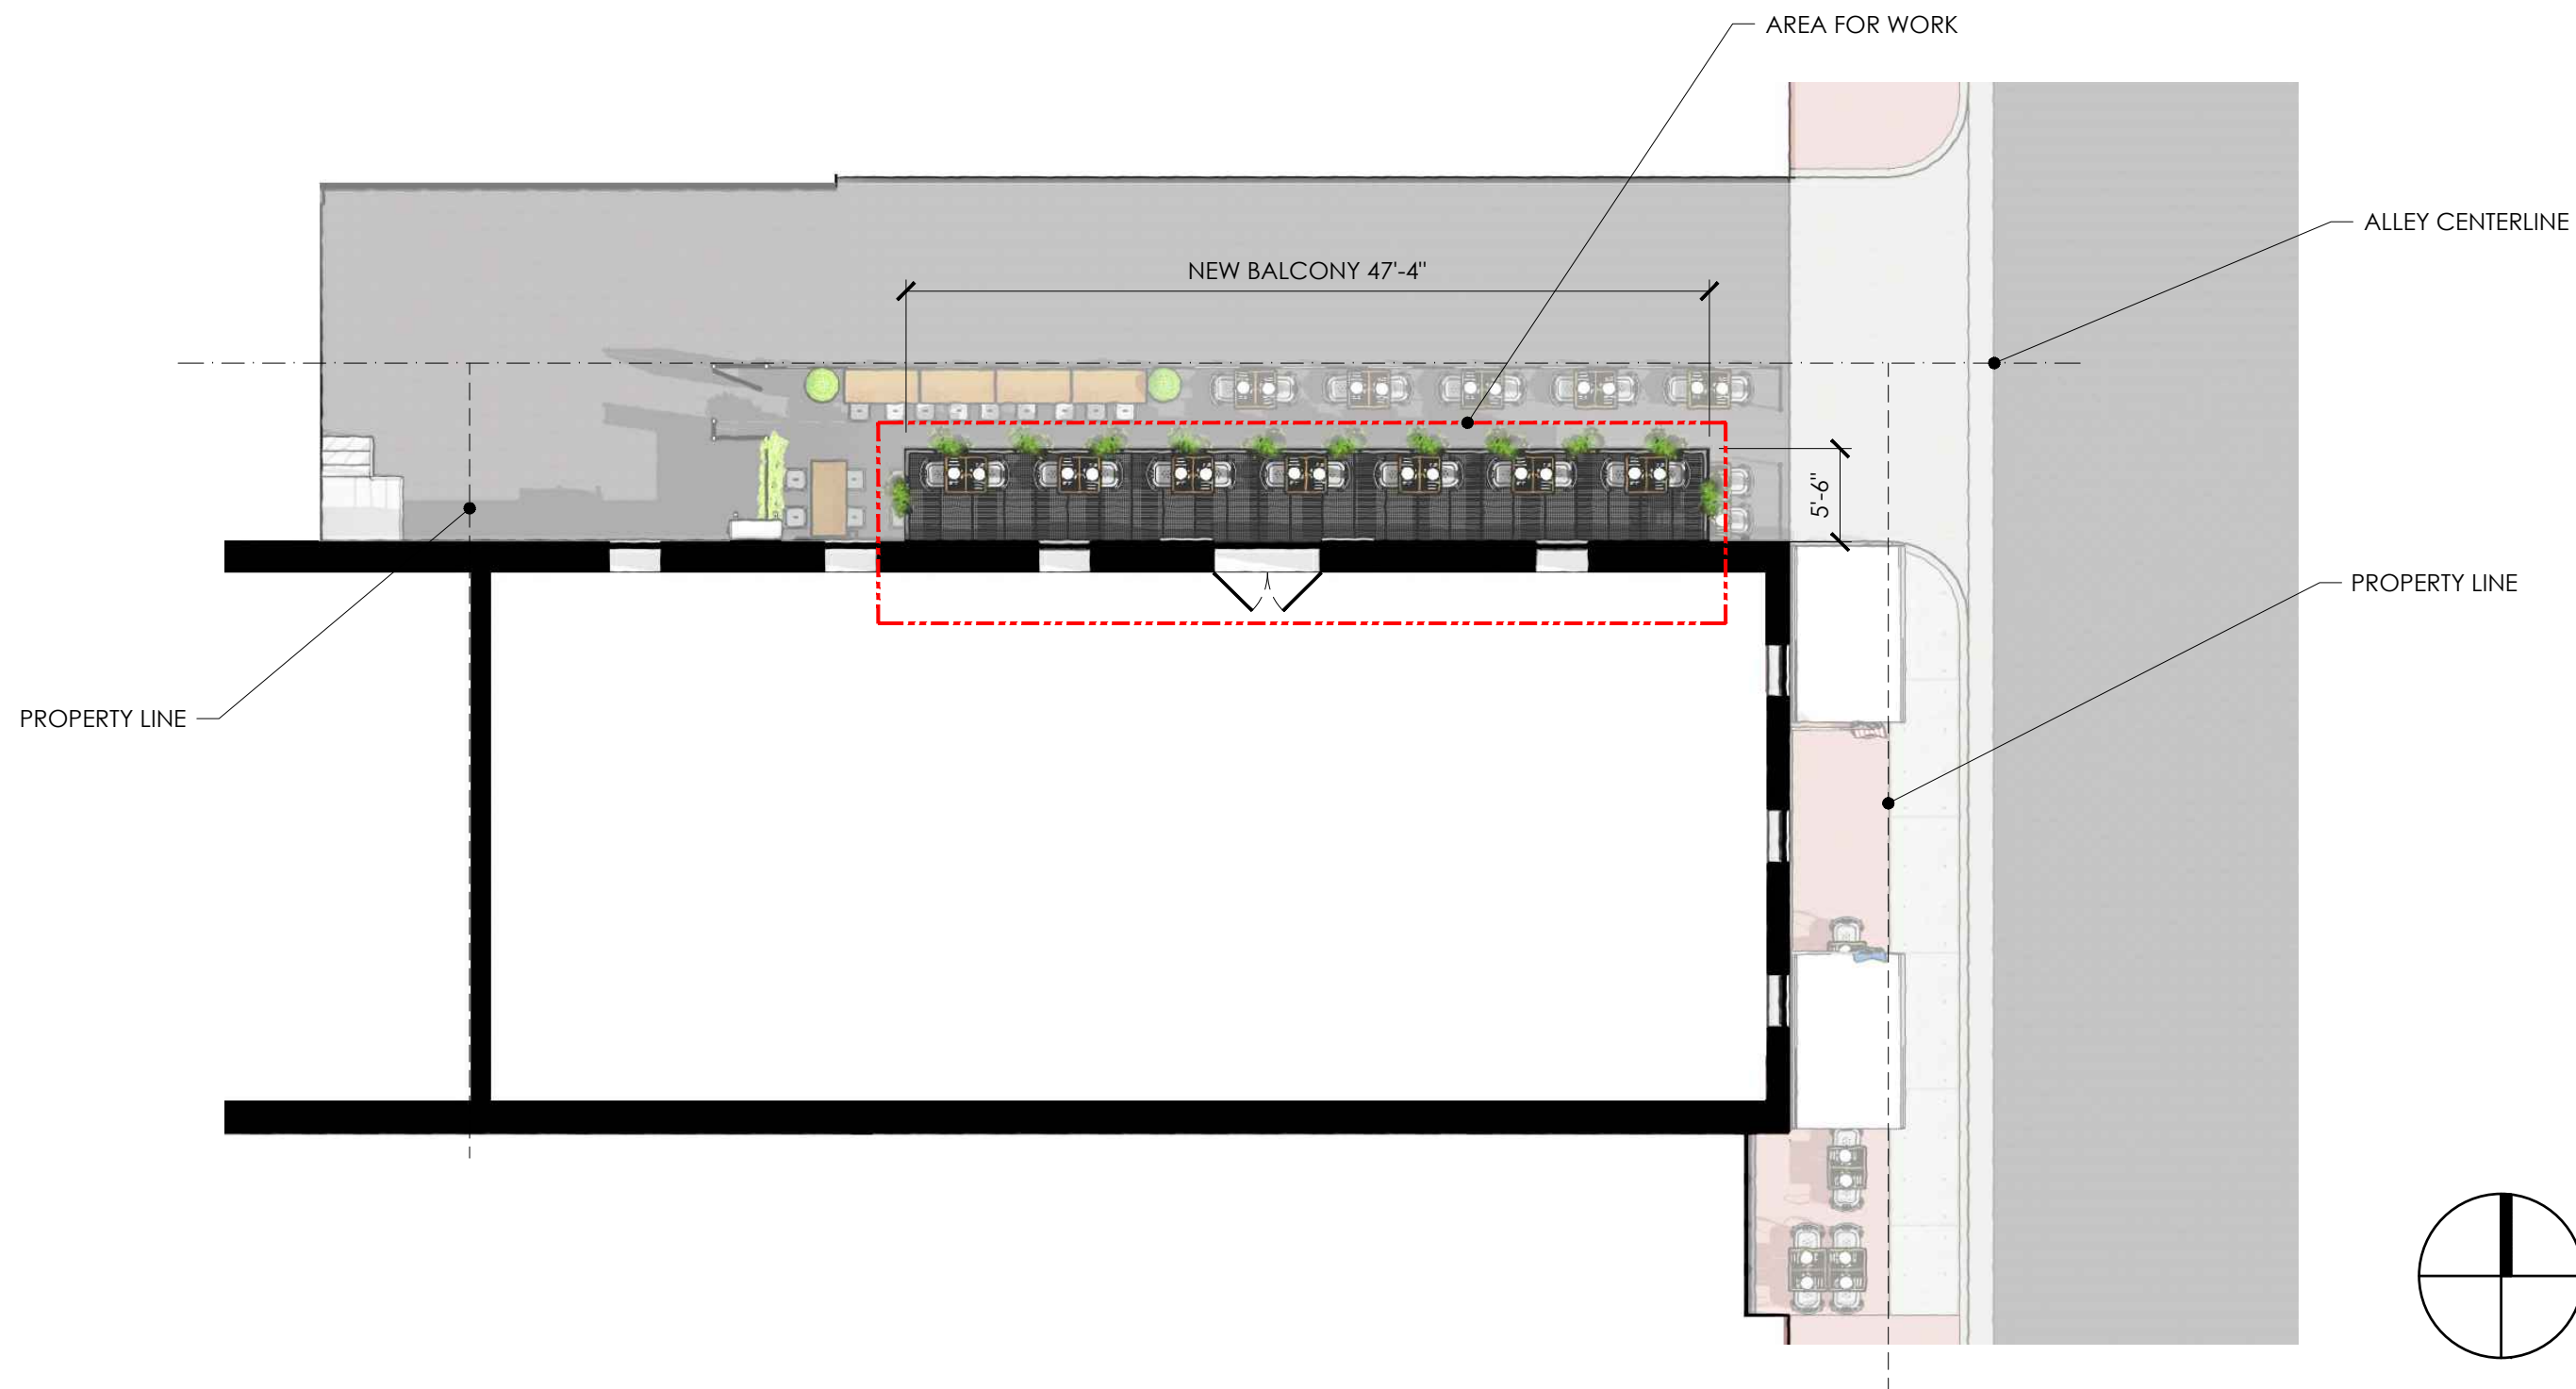 AREA FOR WORK
ALLEY CENTERLINE
NEW BALCONY 47'-4"
5'-6"
PROPERTY LINE
PROPERTY LINE